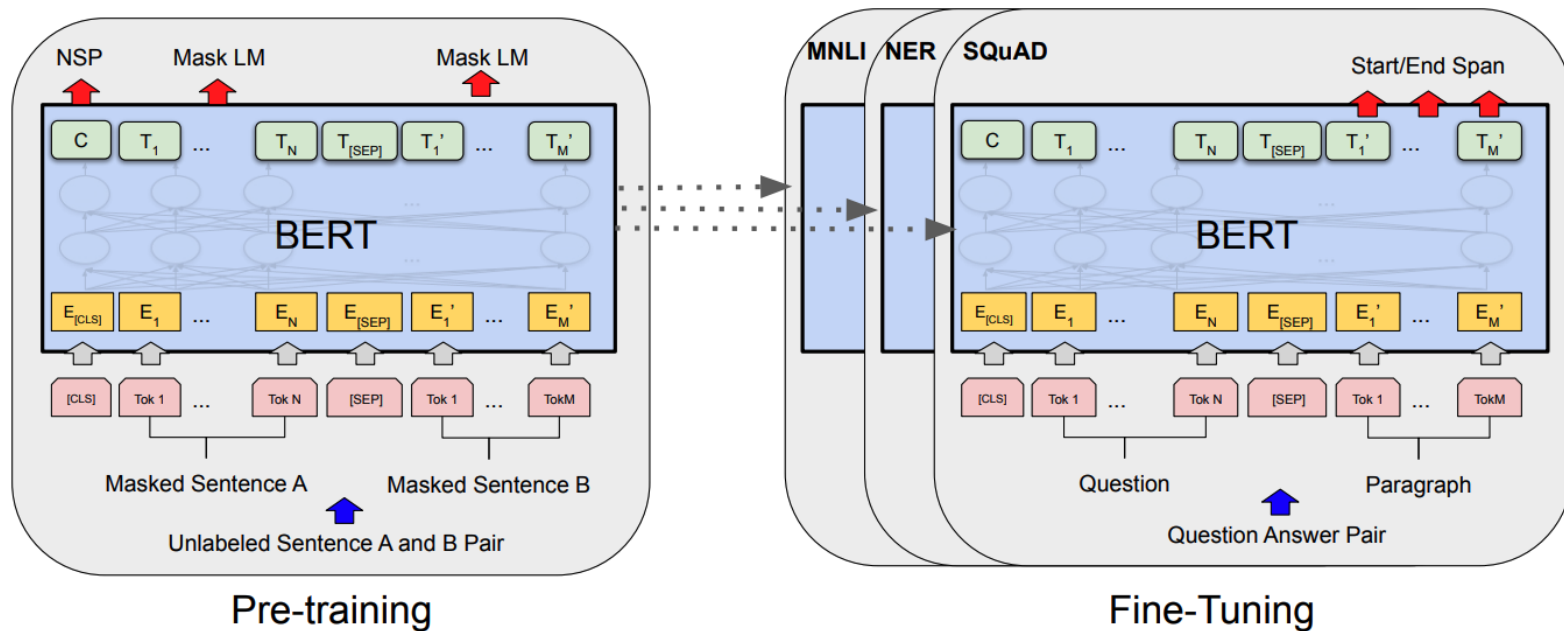 NSP Mask LM Mask LM
C T1 ... TN T[SEP] T1' ... TM'
...
BERT
...
E[CLS] E1 ... EN E[SEP] E1' ... EM'
[CLS] Tok 1 ... Tok N [SEP] Tok 1 ... TokM
Masked Sentence A Masked Sentence B
Unlabeled Sentence A and B Pair
Pre-training
MNLI NER SQuAD
Start/End Span
C T1 ... TN T[SEP] T1' ... TM'
...
BERT
...
E[CLS] E1 ... EN E[SEP] E1' ... EM'
[CLS] Tok 1 ... Tok N [SEP] Tok 1 ... TokM
Question Paragraph
Question Answer Pair
Fine-Tuning